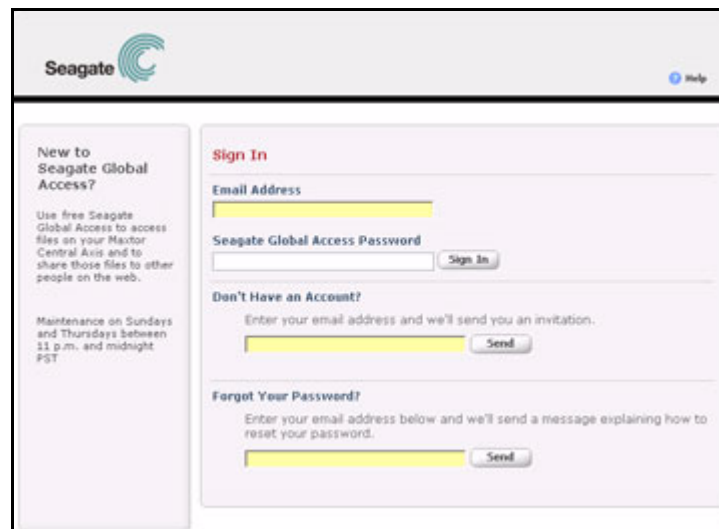 Seagate
Help
New to
Seagate Global
Access?
Use free Seagate
Global Access to access
files on your Maxtor
Central Axis and to
share those files to other
people on the web.
Maintenance on Sundays
and Thursdays between
11 p.m. and midnight
PST
Sign In
Email Address
Seagate Global Access Password
Sign In
Don't Have an Account?
Enter your email address and we'll send you an invitation.
Send
Forgot Your Password?
Enter your email address below and we'll send a message explaining how to
reset your password.
Send